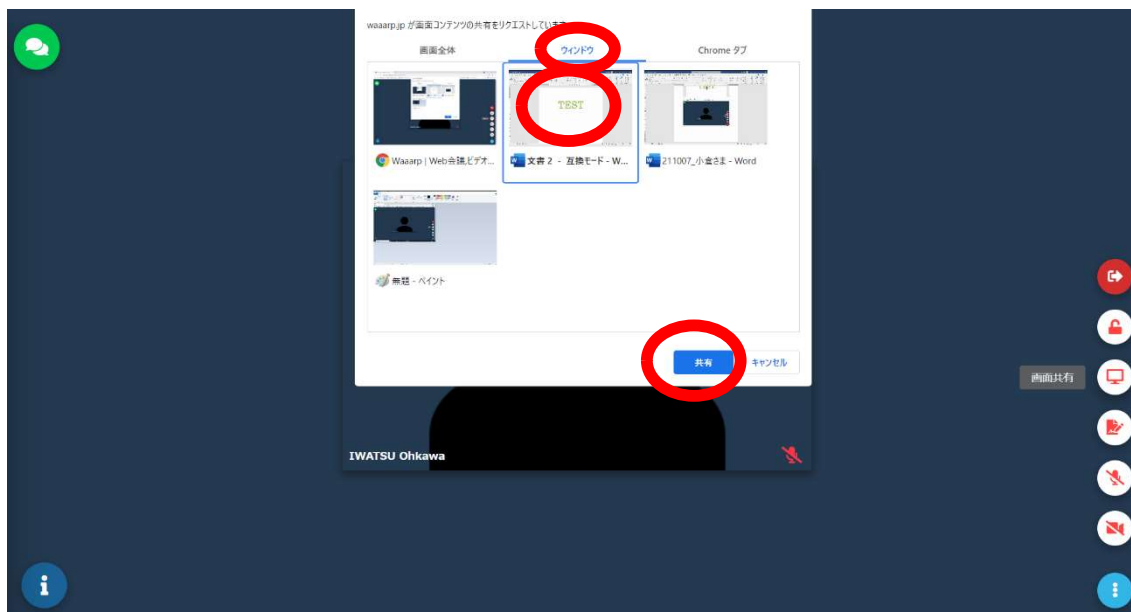 waaarp.jp が画面コンテンツの共有をリクエストしています
画面全体
ウィンドウ
Chrome タブ
TEST
Waaarp | Web会議,ビデオ...
文書 2 - 互換モード - W...
211007_小倉さま - Word
無題 - ペイント
共有
キャンセル
画面共有
IWATSU Ohkawa